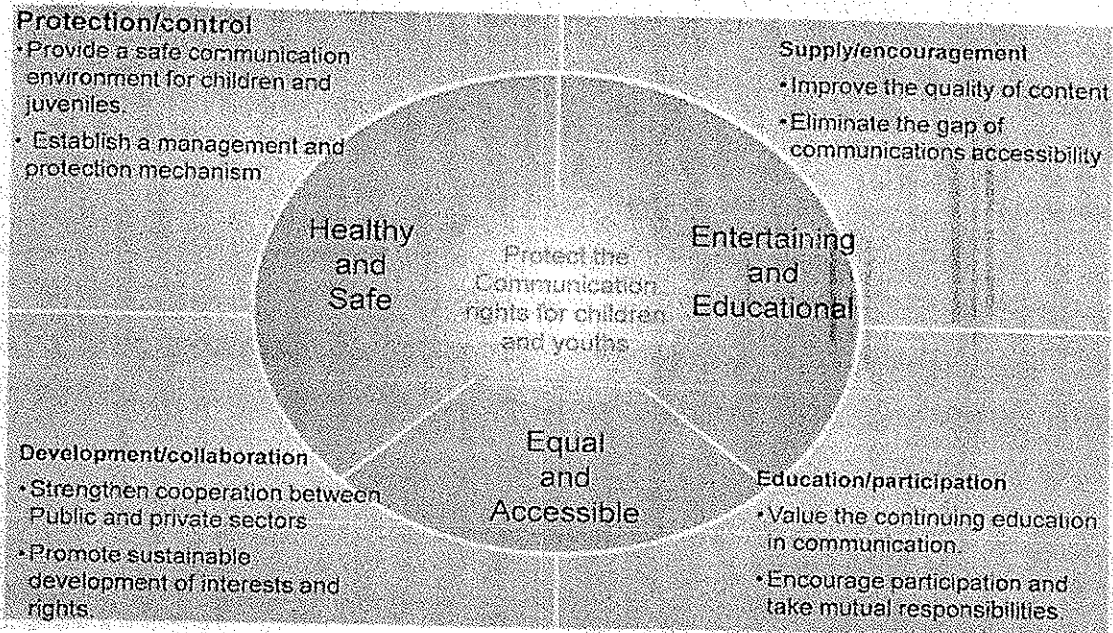 Protection/control
•Provide a safe communication
environment for children and
juveniles.
• Establish a management and
protection mechanism
Supply/encouragement
•Improve the quality of content
•Eliminate the gap of
communications accessibility
Healthy
and
Safe
Protect the
Communication
rights for children
and youths
Entertaining
and
Educational
Equal
and
Accessible
Development/collaboration
•Strengthen cooperation between
Public and private sectors
•Promote sustainable
development of interests and
rights
Education/participation
•Value the continuing education
in communication.
•Encourage participation and
take mutual responsibilities.